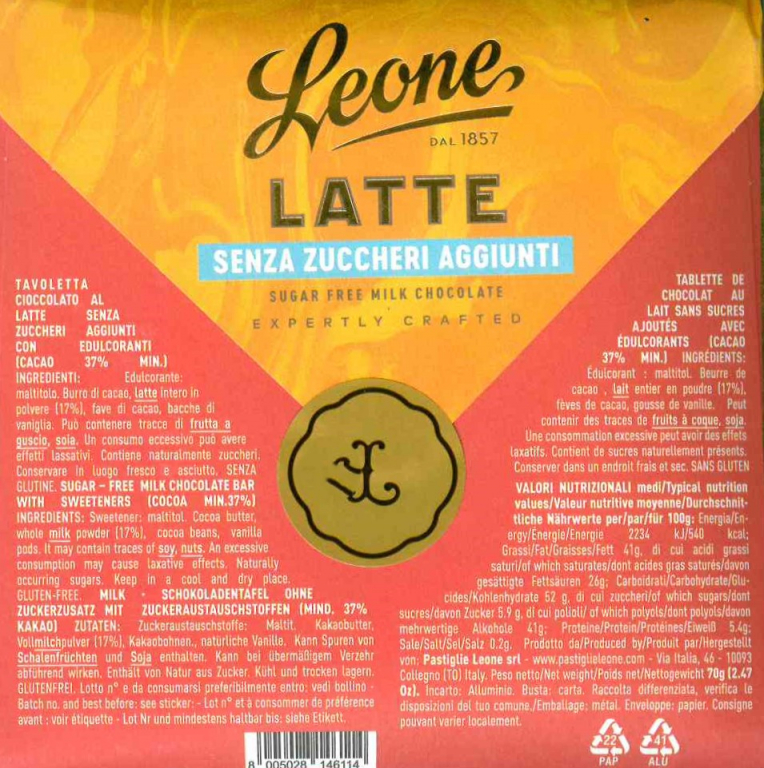 Leone
DAL 1857
LATTE
SENZA ZUCCHERI AGGIUNTI
SUGAR FREE MILK CHOCOLATE
EXPERTLY CRAFTED
TAVOLETTA
CIOCCOLATO AL
LATTE SENZA
ZUCCHERI AGGIUNTI
CON EDULCORANTI
(CACAO 37% MIN.)
INGREDIENTI: Edulcorante:
maltitolo. Burro di cacao, latte intero in
polvere (17%), fave di cacao, bacche di
vaniglia. Può contenere tracce di frutta a
guscio, soia. Un consumo eccessivo può avere
effetti lassativi. Contiene naturalmente zuccheri.
Conservare in luogo fresco e asciutto. SENZA
GLUTINE. SUGAR - FREE MILK CHOCOLATE BAR
WITH SWEETENERS (COCOA MIN.37%)
INGREDIENTS: Sweetener: maltitol. Cocoa butter,
whole milk powder (17%), cocoa beans, vanilla
pods. It may contain traces of soy, nuts. An excessive
consumption may cause laxative effects. Naturally
occurring sugars. Keep in a cool and dry place.
GLUTEN-FREE. MILK - SCHOKOLADENTAFEL OHNE
ZUCKERZUSATZ MIT ZUCKERAUSTAUSCHSTOFFEN (MIND. 37%
KAKAO) ZUTATEN: Zuckeraustauschstoffe: Maltit. Kakaobutter,
Vollmilchpulver (17%), Kakaobohnen., natürliche Vanille. Kann Spuren von
Schalenfrüchten und Soja enthalten. Kann bei übermäßigem Verzehr
abführend wirken. Enthält von Natur aus Zucker. Kühl und trocken lagern.
GLUTENFREI. Lotto n° e da consumarsi preferibilmente entro: vedi bollino -
Batch no. and best before: see sticker: - Lot n° et à consommer de préférence
avant : voir étiquette - Lot Nr und mindestens haltbar bis: siehe Etikett.
8 005028 146114
TABLETTE DE
CHOCOLAT AU
LAIT SANS SUCRES
AJOUTÉS AVEC
ÉDULCORANTS (CACAO
37% MIN.) INGRÉDIENTS:
Édulcorant : maltitol. Beurre de
cacao , lait entier en poudre (17%),
fèves de cacao, gousse de vanille. Peut
contenir des traces de fruits à coque, soja.
Une consommation excessive peut avoir des effets
laxatifs. Contient de sucres naturellement présents.
Conserver dans un endroit frais et sec. SANS GLUTEN
VALORI NUTRIZIONALI medi/Typical nutrition
values/Valeur nutritive moyenne/Durchschnit-
tliche Nährwerte per/par/für 100g: Energia/En-
ergy/Énergie/Energie 2234 kJ/540 kcal;
Grassi/Fat/Graisses/Fett 41g, di cui acidi grassi
saturi/of which saturates/dont acides gras saturés/davon
gesättigte Fettsäuren 26g; Carboidrati/Carbohydrate/Glu-
cides/Kohlenhydrate 52 g, di cui zuccheri/of which sugars/dont
sucres/davon Zucker 5.9 g, di cui polioli/ of which polyols/dont polyols/davon
mehrwertige Alkohole 41g; Proteine/Protein/Protéines/Eiweiß 5.4g;
Sale/Salt/Sel/Salz 0.2g. Prodotto da/Produced by/Produit par/Hergestellt
von: Pastiglie Leone srl - www.pastiglieleone.com - Via Italia, 46 - 10093
Collegno (TO) Italy. Peso netto/Net weight/Poids net/Nettogewicht 70g (2.47
Oz). Incarto: Alluminio. Busta: carta. Raccolta differenziata, verifica le
disposizioni del tuo comune./Emballage: métal. Enveloppe: papier. Consigne
pouvant varier localement.
22
PAP
41
ALU